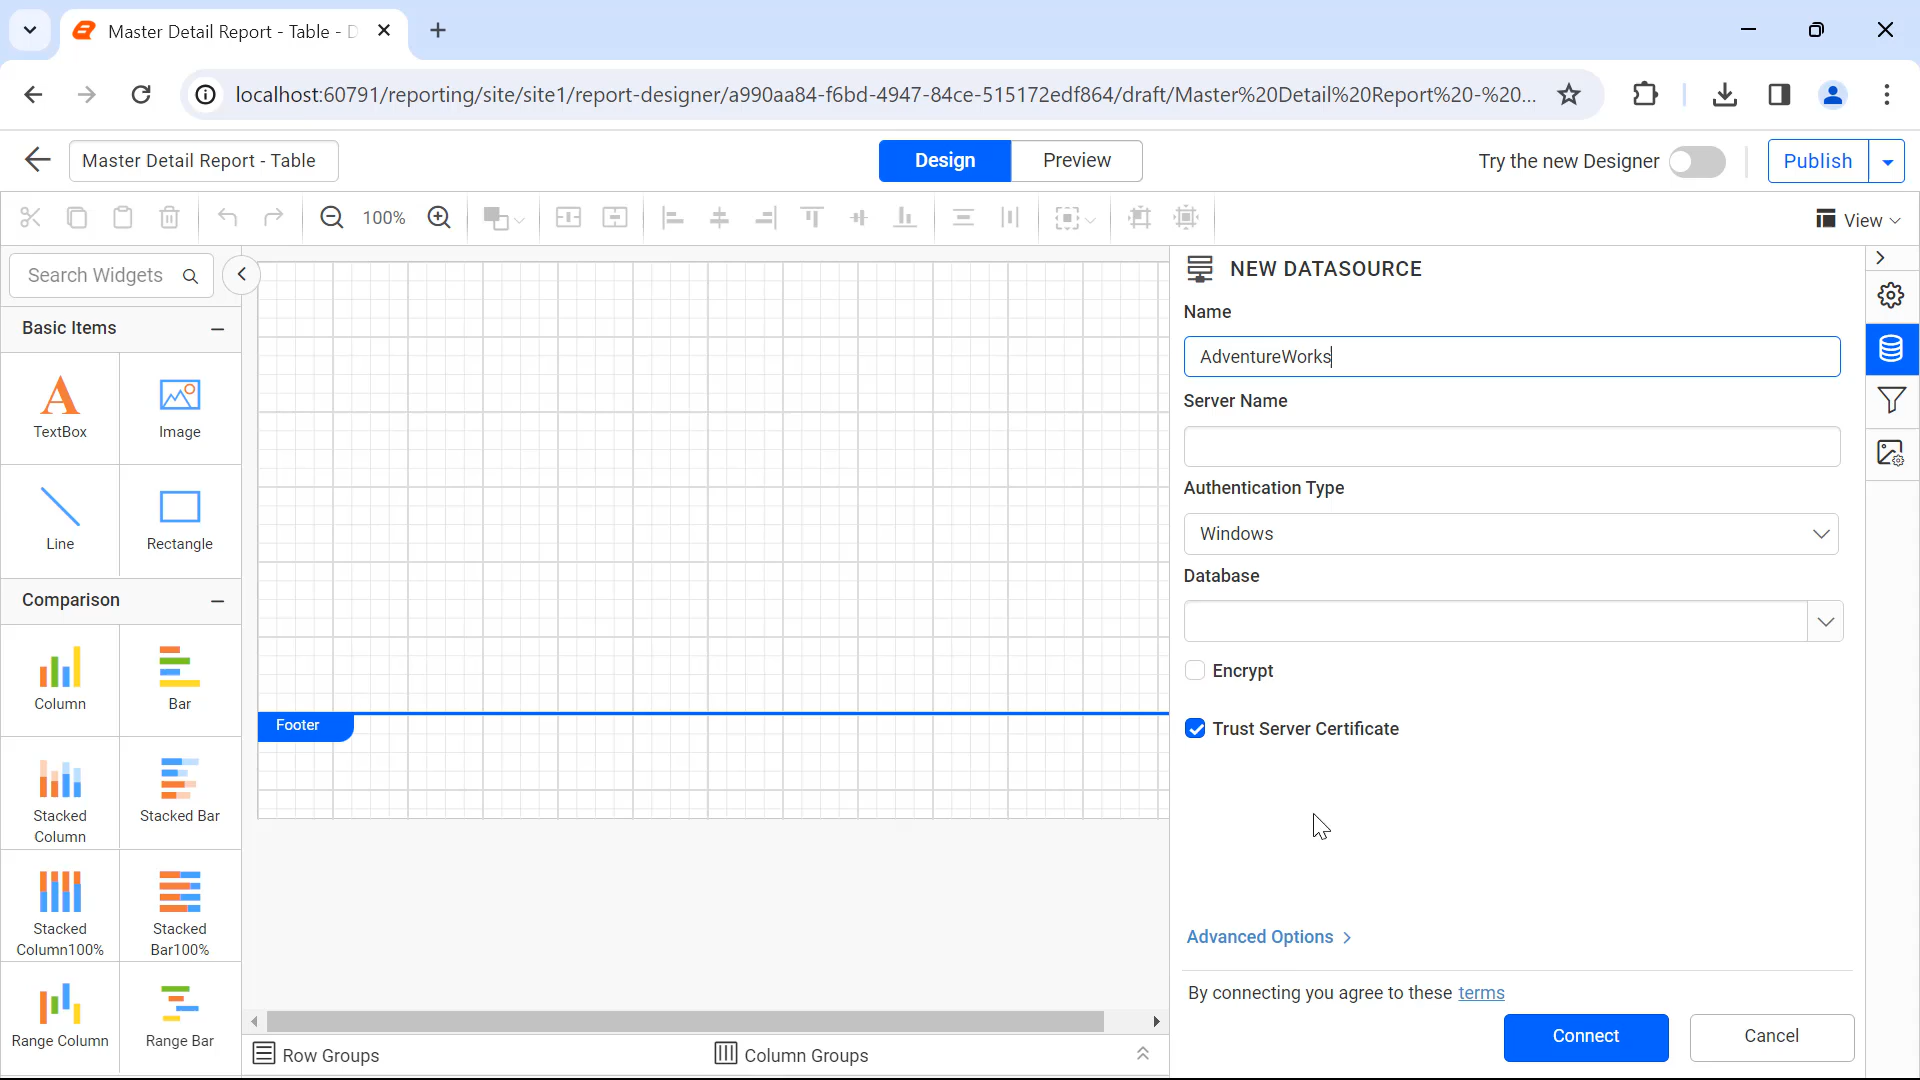 Master Detail Report - Table - D
localhost:60791/reporting/site/site1/report-designer/a990aa84-f6bd-4947-84ce-515172edf864/draft/Master%20Detail%20Report%20-%20...
Master Detail Report - Table
Design
Preview
Try the new Designer
Publish
100%
View
Search Widgets
Basic Items
TextBox
Image
Line
Rectangle
Comparison
Column
Bar
Stacked
Column
Stacked Bar
Stacked
Column100%
Stacked
Bar100%
Range Column
Range Bar
Footer
Row Groups
Column Groups
NEW DATASOURCE
Name
AdventureWorks
Server Name
Authentication Type
Windows
Database
Encrypt
Trust Server Certificate
Advanced Options
By connecting you agree to these terms
Connect
Cancel